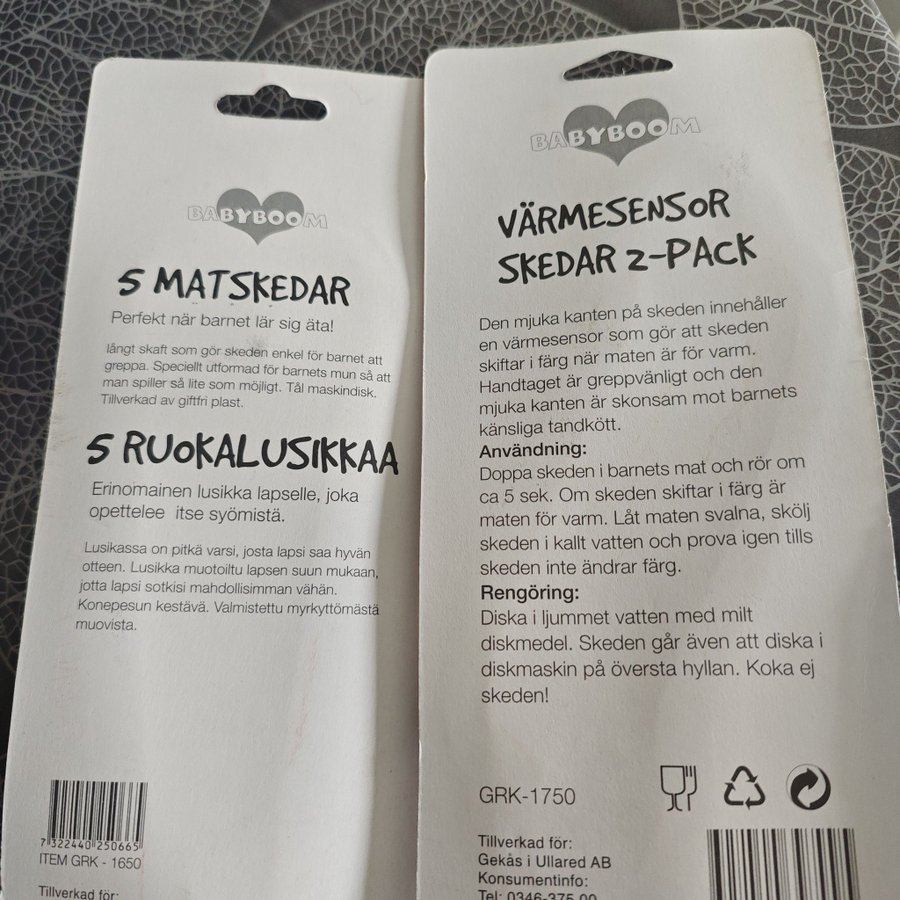 BABYBOOM
5 MATSKEDAR
Perfekt när barnet lär sig äta!
långt skaft som gör skeden enkel för barnet att
greppa. Speciellt utformad för barnets mun så att
man spiller så lite som möjligt. Tål maskindisk.
Tillverkad av giftfri plast.
5 RUOKALUSIKKAA
Erinomainen lusikka lapselle, joka
opettelee itse syömistä.
Lusikassa on pitkä varsi, josta lapsi saa hyvän
otteen. Lusikka muotoiltu lapsen suun mukaan,
jotta lapsi sotkisi mahdollisimman vähän.
Konepesun kestävä. Valmistettu myrkyttömästä
muovista.
7 322440 250665
ITEM GRK - 1650
Tillverkad för:
BABYBOOM
VÄRMESENSOR
SKEDAR 2-PACK
Den mjuka kanten på skeden innehåller
en värmesensor som gör att skeden
skiftar i färg när maten är för varm.
Handtaget är greppvänligt och den
mjuka kanten är skonsam mot barnets
känsliga tandkött.
Användning:
Doppa skeden i barnets mat och rör om
ca 5 sek. Om skeden skiftar i färg är
maten för varm. Låt maten svalna, skölj
skeden i kallt vatten och prova igen tills
skeden inte ändrar färg.
Rengöring:
Diska i ljummet vatten med milt
diskmedel. Skeden går även att diska i
diskmaskin på översta hyllan. Koka ej
skeden!
GRK-1750
Tillverkad för:
Gekås i Ullared AB
Konsumentinfo:
Tel: 0346-375 00